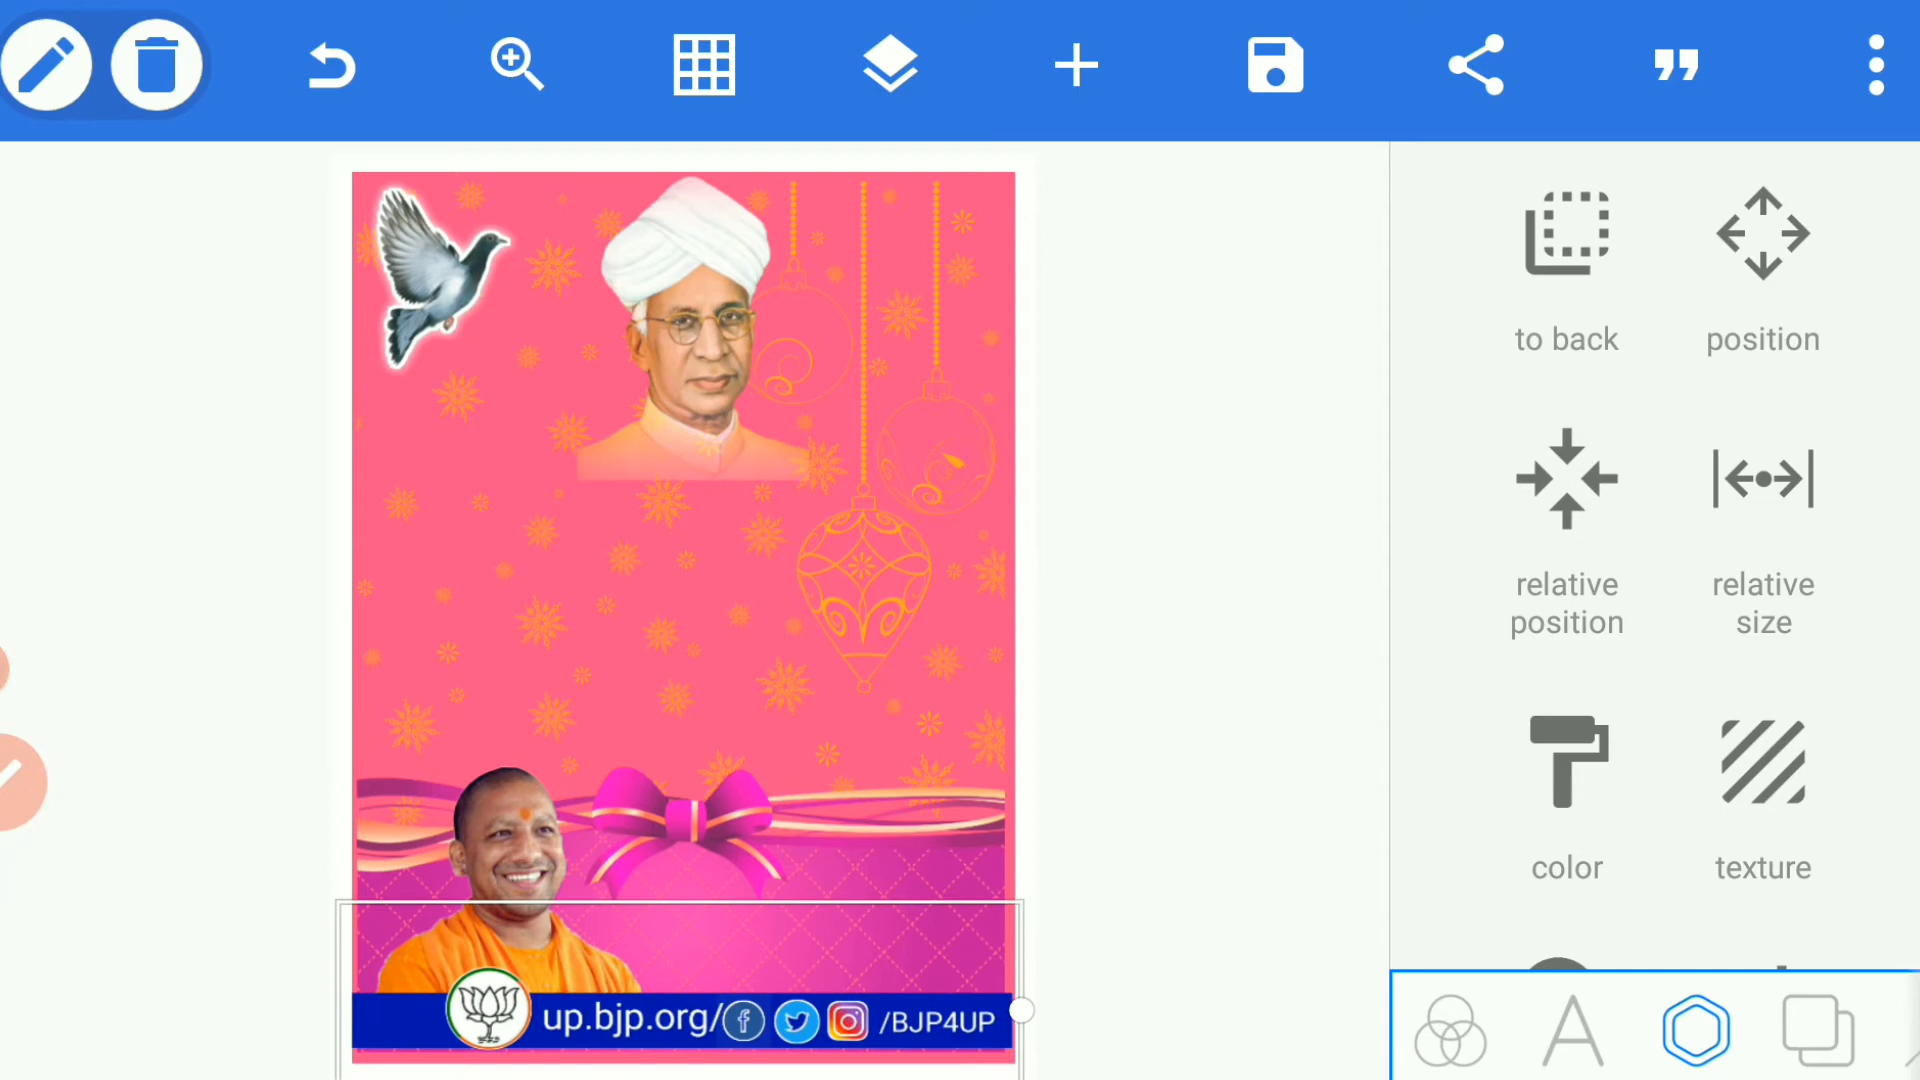 to back
position
relative
position
relative
size
color
texture
up.bjp.org/
/BJP4UP